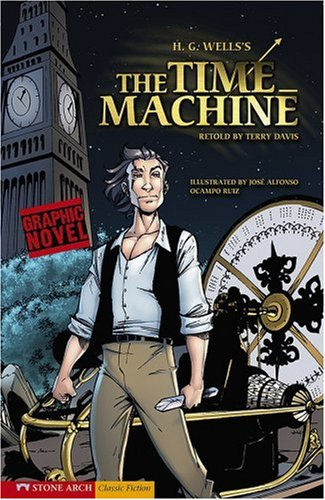 H. G. WELLS'S
THE TIME
MACHINE
RETOLD BY TERRY DAVIS
ILLUSTRATED BY JOSÉ ALFONSO
OCAMPO RUIZ
GRAPHIC
NOVEL
STONE ARCH Classic Fiction